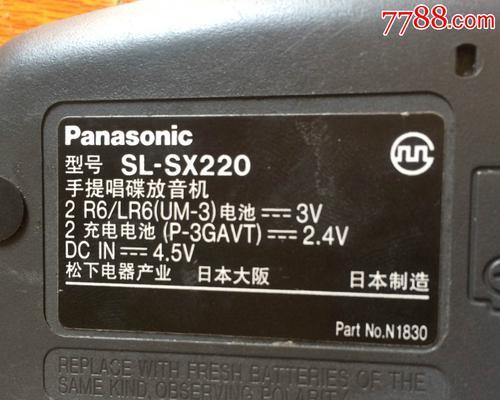 7788.com
Panasonic
型号 SL-SX220
手提唱碟放音机
2 R6/LR6(UM-3)电池⎓3V
2 充电电池 (P-3GAVT)⎓2.4V
DC IN⎓4.5V
松下电器产业 日本大阪 日本制造
Part No.N1830
REPLACE WITH FRESH BATTERIES OF THE
SAME KIND, OBSERVING POLARITY